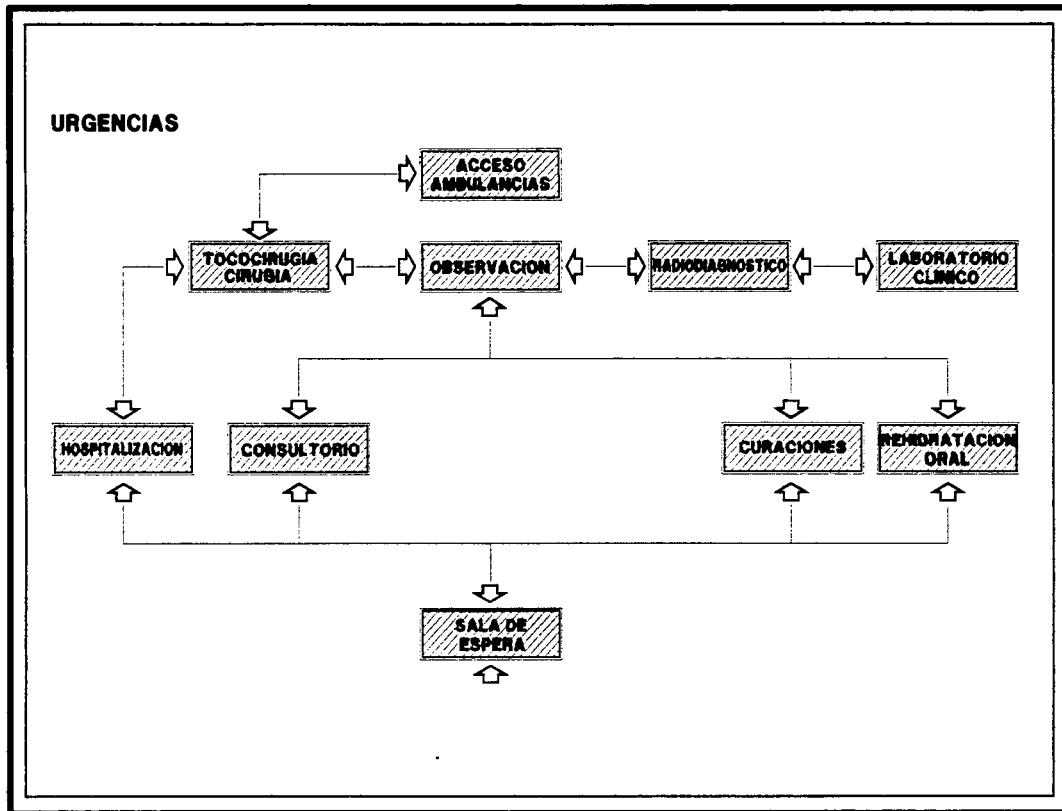 URGENCIAS
ACCESO
AMBULANCIAS
TOCOCIRUGIA
CIRUGIA
OBSERVACION
RADIODIAGNOSTICO
LABORATORIO
CLINICO
HOSPITALIZACION
CONSULTORIO
CURACIONES
REHIDRATACION
ORAL
SALA DE
ESPERA